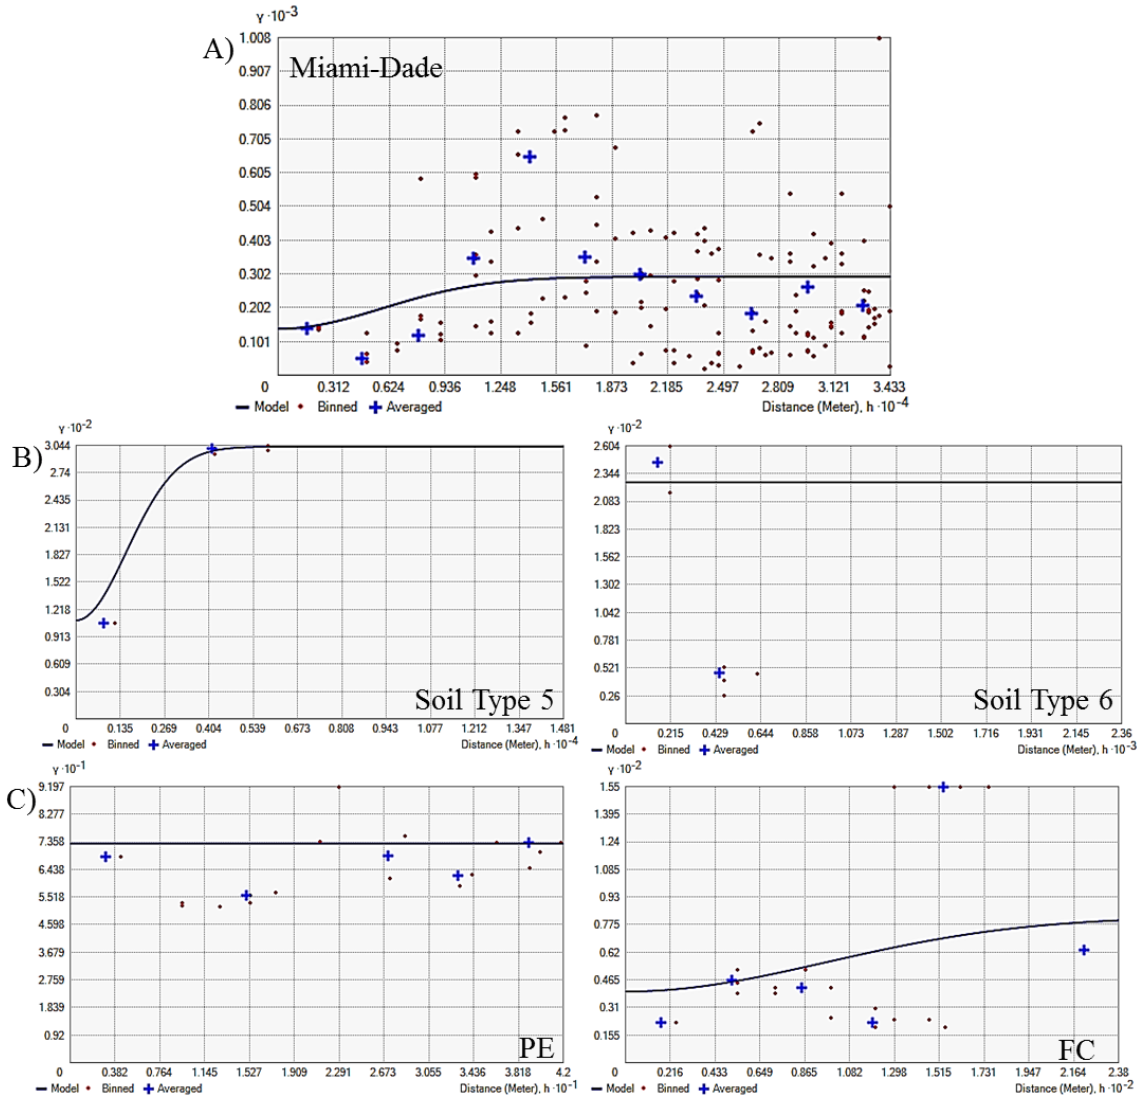 γ ·10⁻³
A)
Miami-Dade
1.008
0.907
0.806
0.705
0.605
0.504
0.403
0.302
0.202
0.101
0 0.312 0.624 0.936 1.248 1.561 1.873 2.185 2.497 2.809 3.121 3.433
Model Binned Averaged Distance (Meter), h ·10⁻⁴
B)
γ ·10⁻²
3.044
2.74
2.435
2.131
1.827
1.522
1.218
0.913
0.609
0.304
Soil Type 5
0 0.135 0.269 0.404 0.539 0.673 0.808 0.943 1.077 1.212 1.347 1.481
Model Binned Averaged Distance (Meter), h ·10⁻⁴
γ ·10⁻²
2.604
2.344
2.083
1.823
1.562
1.302
1.042
0.781
0.521
0.26
Soil Type 6
0 0.215 0.429 0.644 0.858 1.073 1.287 1.502 1.716 1.931 2.145 2.36
Model Binned Averaged Distance (Meter), h ·10⁻³
C)
γ ·10⁻¹
9.197
8.277
7.358
6.438
5.518
4.598
3.679
2.759
1.839
0.92
PE
0 0.382 0.764 1.145 1.527 1.909 2.291 2.673 3.055 3.436 3.818 4.2
Model Binned Averaged Distance (Meter), h ·10⁻¹
γ ·10⁻²
1.55
1.395
1.24
1.085
0.93
0.775
0.62
0.465
0.31
0.155
FC
0 0.216 0.433 0.649 0.866 1.082 1.298 1.515 1.731 1.947 2.164 2.38
Model Binned Averaged Distance (Meter), h ·10⁻²